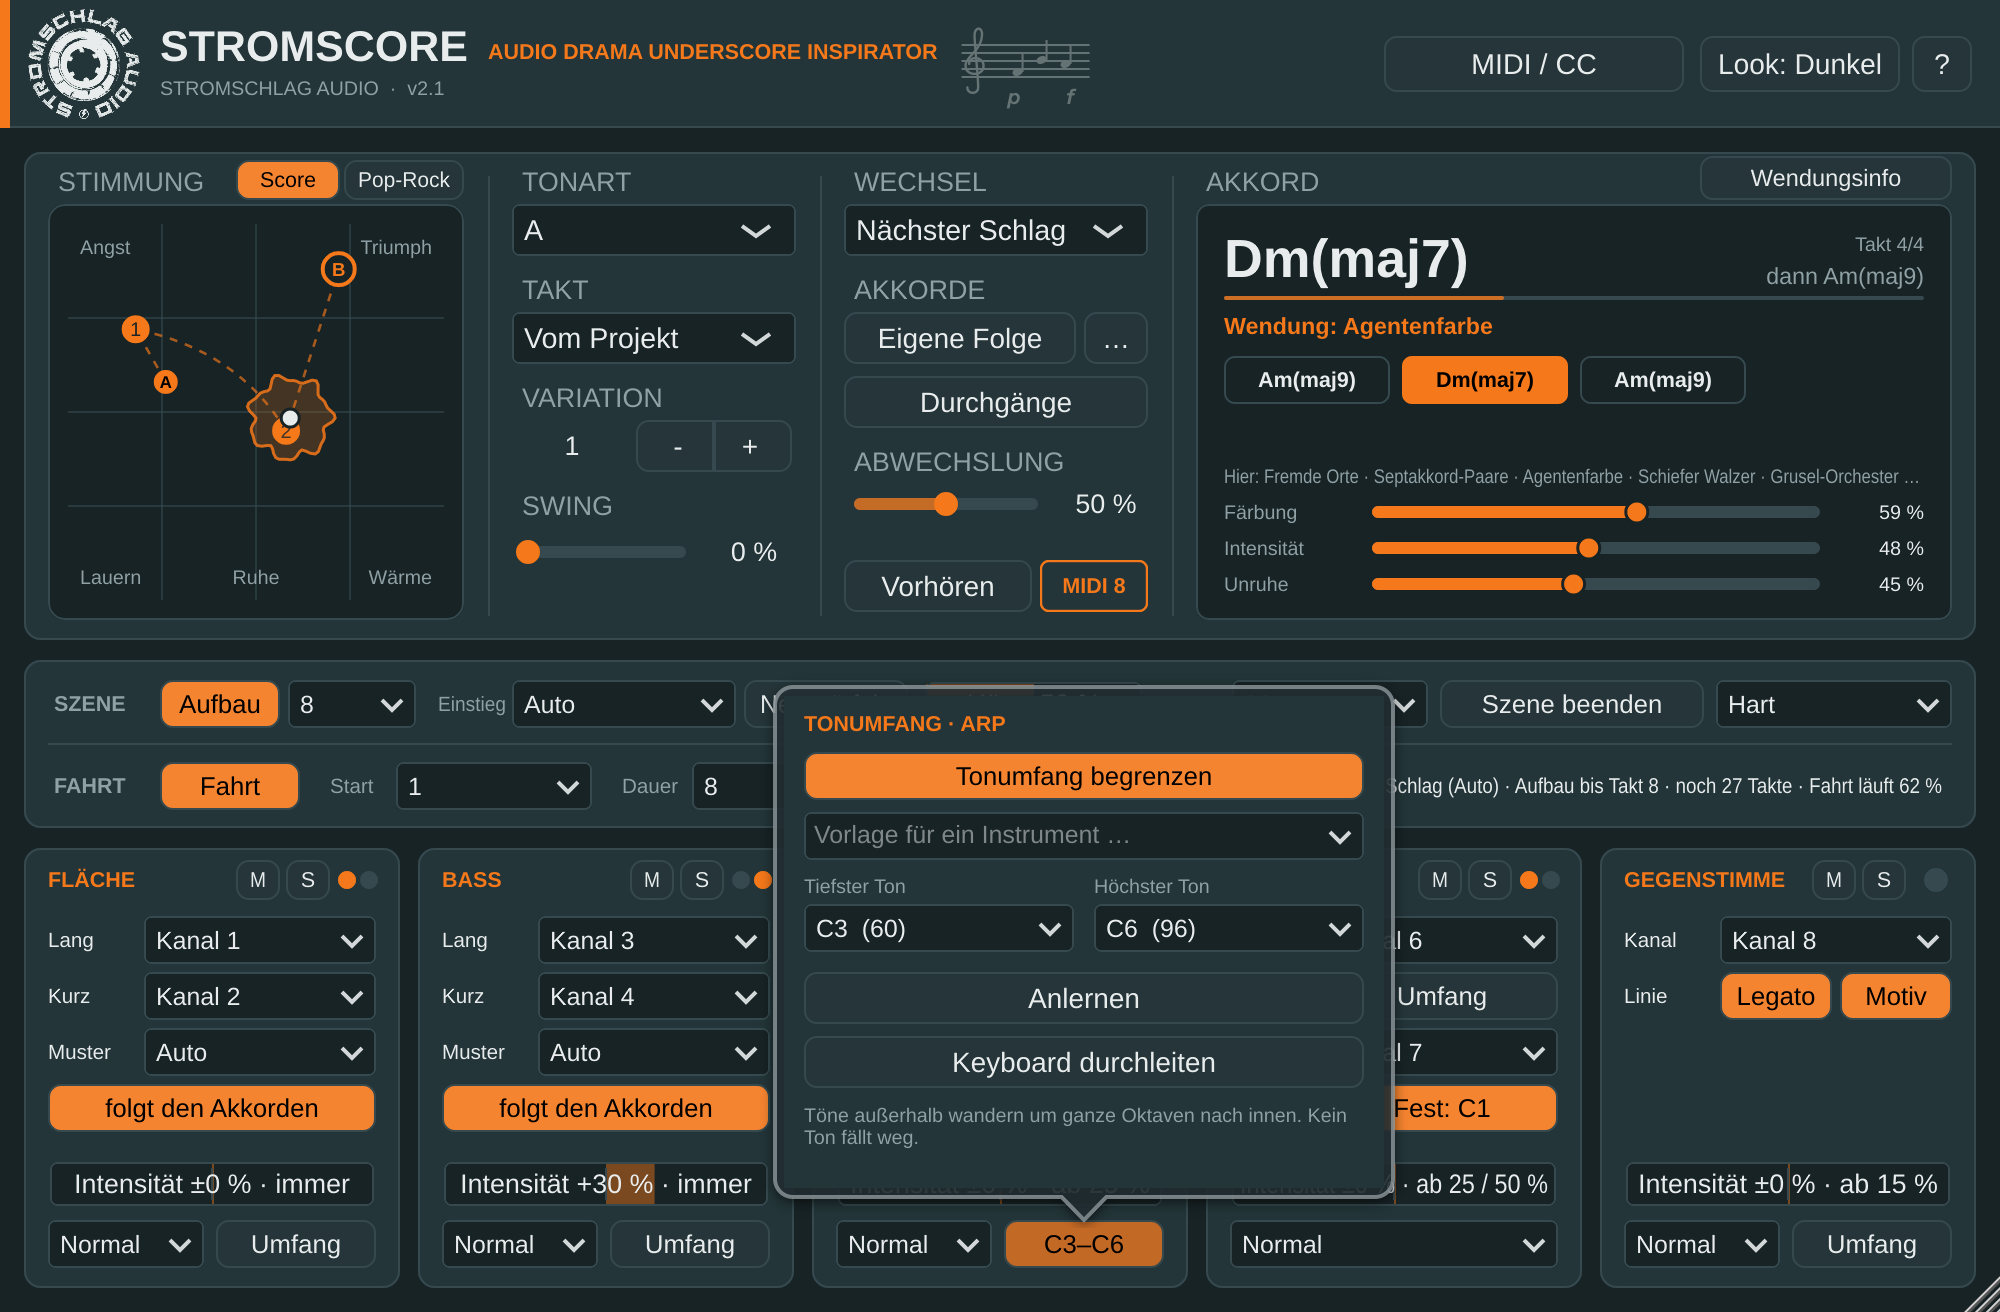 STROMSCHLAG AUDIO
STROMSCORE AUDIO DRAMA UNDERSCORE INSPIRATOR
STROMSCHLAG AUDIO · v2.1
p f
MIDI / CC Look: Dunkel ?
STIMMUNG Score Pop-Rock
Angst Triumph
B
1
A
2
Lauern Ruhe Wärme
TONART
A
TAKT
Vom Projekt
VARIATION
1 - +
SWING
0 %
WECHSEL
Nächster Schlag
AKKORDE
Eigene Folge …
Durchgänge
ABWECHSLUNG
50 %
Vorhören MIDI 8
AKKORD Wendungsinfo
Dm(maj7) Takt 4/4
dann Am(maj9)
Wendung: Agentenfarbe
Am(maj9) Dm(maj7) Am(maj9)
Hier: Fremde Orte · Septakkord-Paare · Agentenfarbe · Schiefer Walzer · Grusel-Orchester …
Färbung 59 %
Intensität 48 %
Unruhe 45 %
SZENE Aufbau 8 Einstieg Auto Szene beenden Hart
FAHRT Fahrt Start 1 Dauer 8 Schlag (Auto) · Aufbau bis Takt 8 · noch 27 Takte · Fahrt läuft 62 %
TONUMFANG · ARP
Tonumfang begrenzen
Vorlage für ein Instrument …
Tiefster Ton Höchster Ton
C3 (60) C6 (96)
Anlernen
Keyboard durchleiten
Töne außerhalb wandern um ganze Oktaven nach innen. Kein
Ton fällt weg.
FLÄCHE M S
Lang Kanal 1
Kurz Kanal 2
Muster Auto
folgt den Akkorden
Intensität ±0 % · immer
Normal Umfang
BASS M S
Lang Kanal 3
Kurz Kanal 4
Muster Auto
folgt den Akkorden
Intensität +30 % · immer
Normal Umfang
Normal C3–C6
M S
al 6
Umfang
al 7
Fest: C1
· ab 25 / 50 %
Normal
GEGENSTIMME M S
Kanal Kanal 8
Linie Legato Motiv
Intensität ±0 % · ab 15 %
Normal Umfang